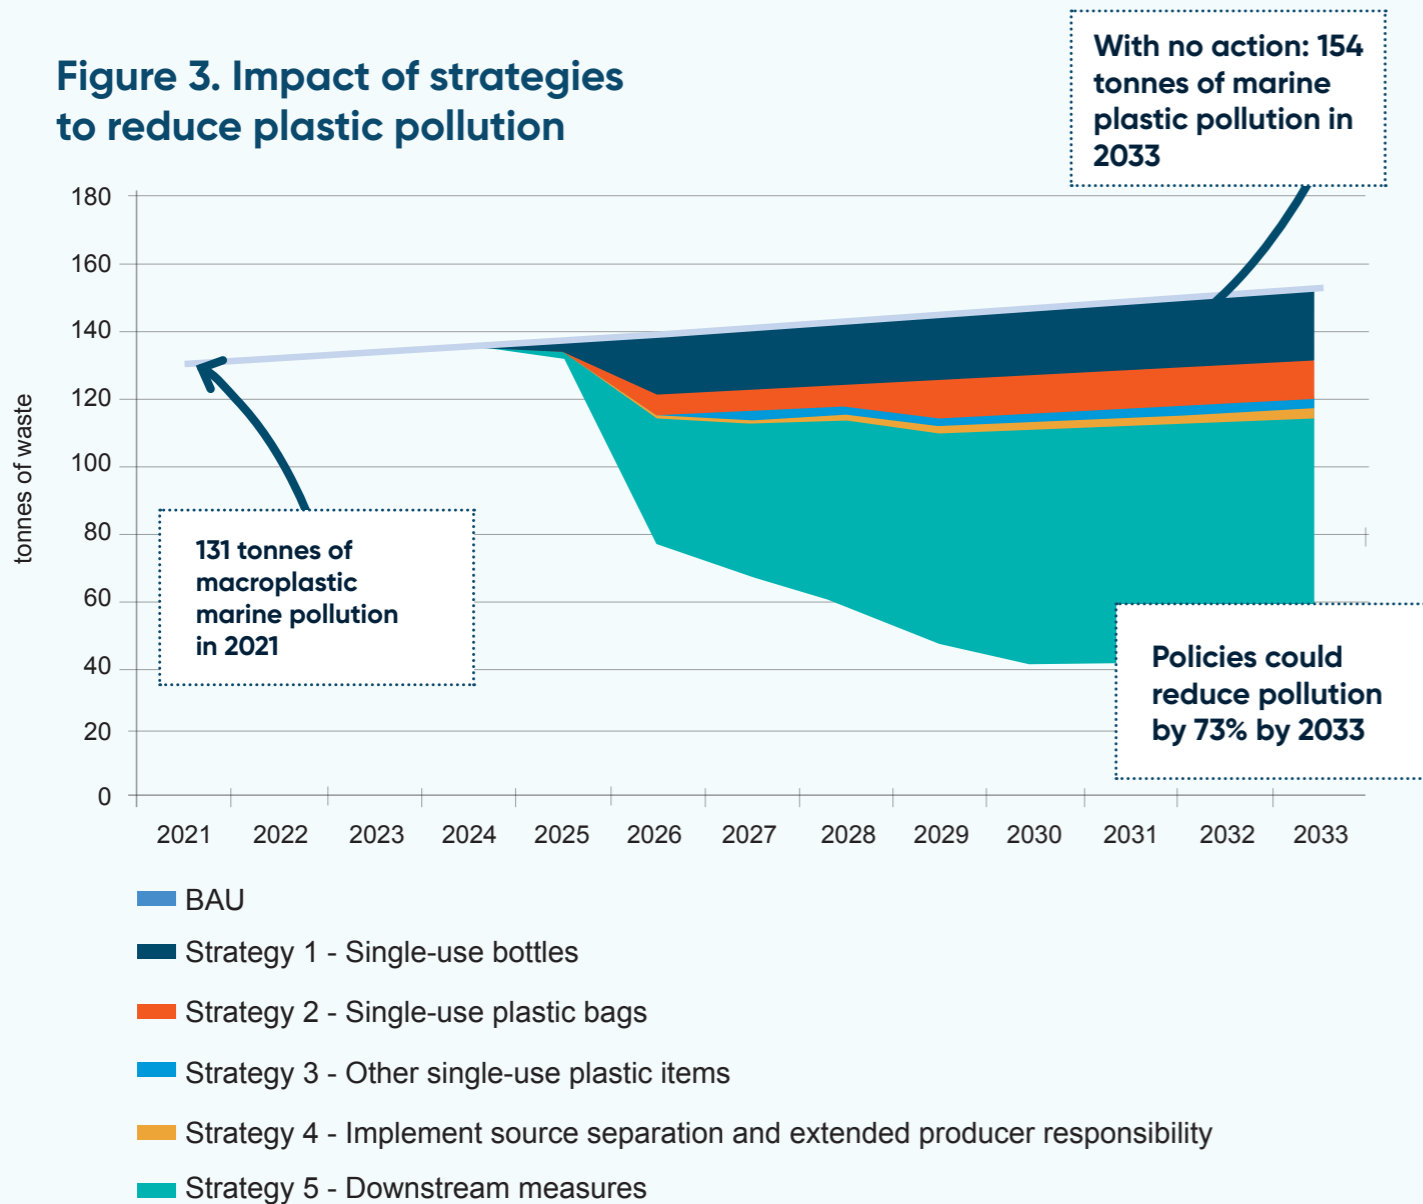 Figure 3. Impact of strategies
to reduce plastic pollution
With no action: 154
tonnes of marine
plastic pollution in
2033
180
160
140
120
100
80
60
40
20
0
tonnes of waste
131 tonnes of
macroplastic
marine pollution
in 2021
Policies could
reduce pollution
by 73% by 2033
2021 2022 2023 2024 2025 2026 2027 2028 2029 2030 2031 2032 2033
BAU
Strategy 1 - Single-use bottles
Strategy 2 - Single-use plastic bags
Strategy 3 - Other single-use plastic items
Strategy 4 - Implement source separation and extended producer responsibility
Strategy 5 - Downstream measures